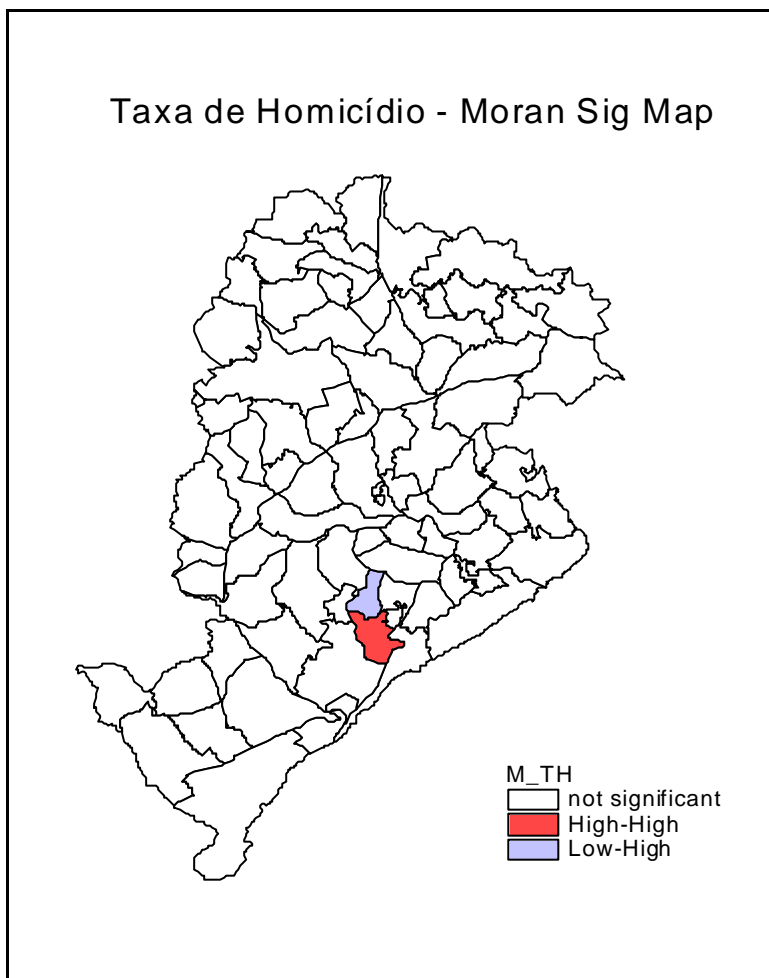 Taxa de Homicídio - Moran Sig Map
M_TH
not significant
High-High
Low-High